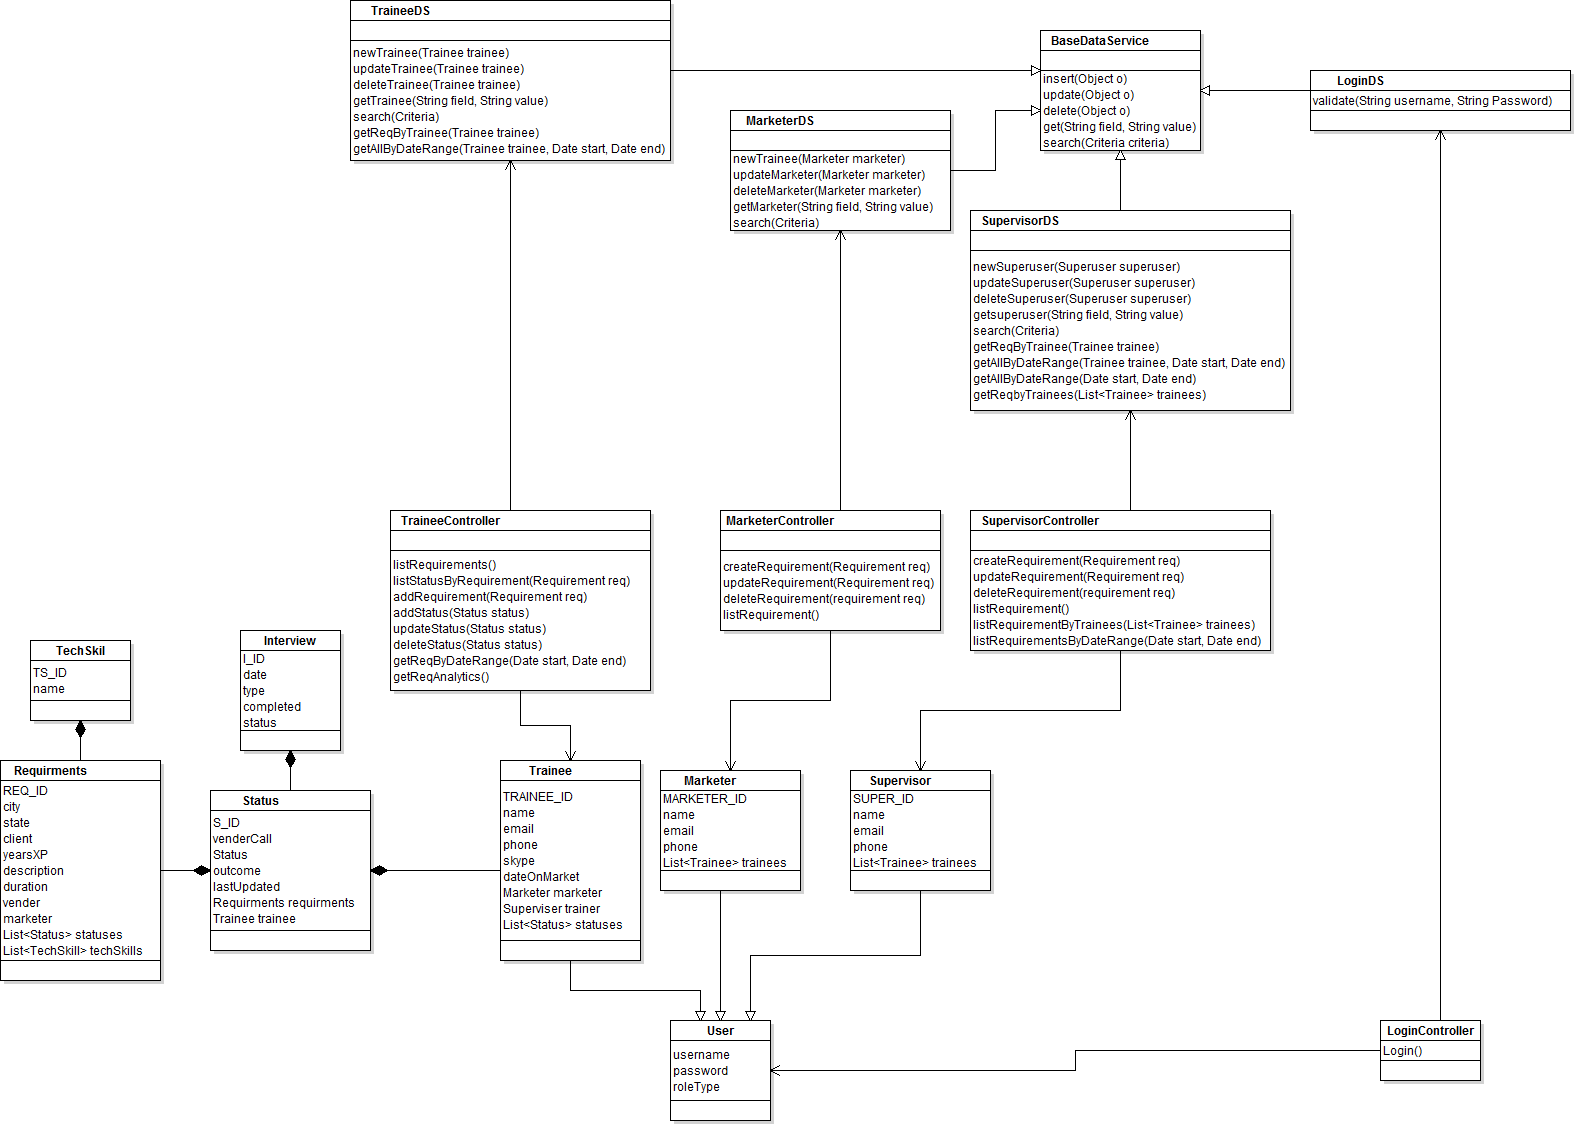 TraineeDS
newTrainee(Trainee trainee)
updateTrainee(Trainee trainee)
deleteTrainee(Trainee trainee)
getTrainee(String field, String value)
search(Criteria)
getReqByTrainee(Trainee trainee)
getAllByDateRange(Trainee trainee, Date start, Date end)
BaseDataService
insert(Object o)
update(Object o)
delete(Object o)
get(String field, String value)
search(Criteria criteria)
LoginDS
validate(String username, String Password)
MarketerDS
newTrainee(Marketer marketer)
updateMarketer(Marketer marketer)
deleteMarketer(Marketer marketer)
getMarketer(String field, String value)
search(Criteria)
SupervisorDS
newSuperuser(Superuser superuser)
updateSuperuser(Superuser superuser)
deleteSuperuser(Superuser superuser)
getsuperuser(String field, String value)
search(Criteria)
getReqByTrainee(Trainee trainee)
getAllByDateRange(Trainee trainee, Date start, Date end)
getAllByDateRange(Date start, Date end)
getReqbyTrainees(List<Trainee> trainees)
TraineeController
listRequirements()
listStatusByRequirement(Requirement req)
addRequirement(Requirement req)
addStatus(Status status)
updateStatus(Status status)
deleteStatus(Status status)
getReqByDateRange(Date start, Date end)
getReqAnalytics()
MarketerController
createRequirement(Requirement req)
updateRequirement(Requirement req)
deleteRequirement(requirement req)
listRequirement()
SupervisorController
createRequirement(Requirement req)
updateRequirement(Requirement req)
deleteRequirement(requirement req)
listRequirement()
listRequirementByTrainees(List<Trainee> trainees)
listRequirementsByDateRange(Date start, Date end)
TechSkil
TS_ID
name
Interview
I_ID
date
type
completed
status
Requirments
REQ_ID
city
state
client
yearsXP
description
duration
vender
marketer
List<Status> statuses
List<TechSkill> techSkills
Status
S_ID
venderCall
Status
outcome
lastUpdated
Requirments requirments
Trainee trainee
Trainee
TRAINEE_ID
name
email
phone
skype
dateOnMarket
Marketer marketer
Superviser trainer
List<Status> statuses
Marketer
MARKETER_ID
name
email
phone
List<Trainee> trainees
Supervisor
SUPER_ID
name
email
phone
List<Trainee> trainees
User
username
password
roleType
LoginController
Login()